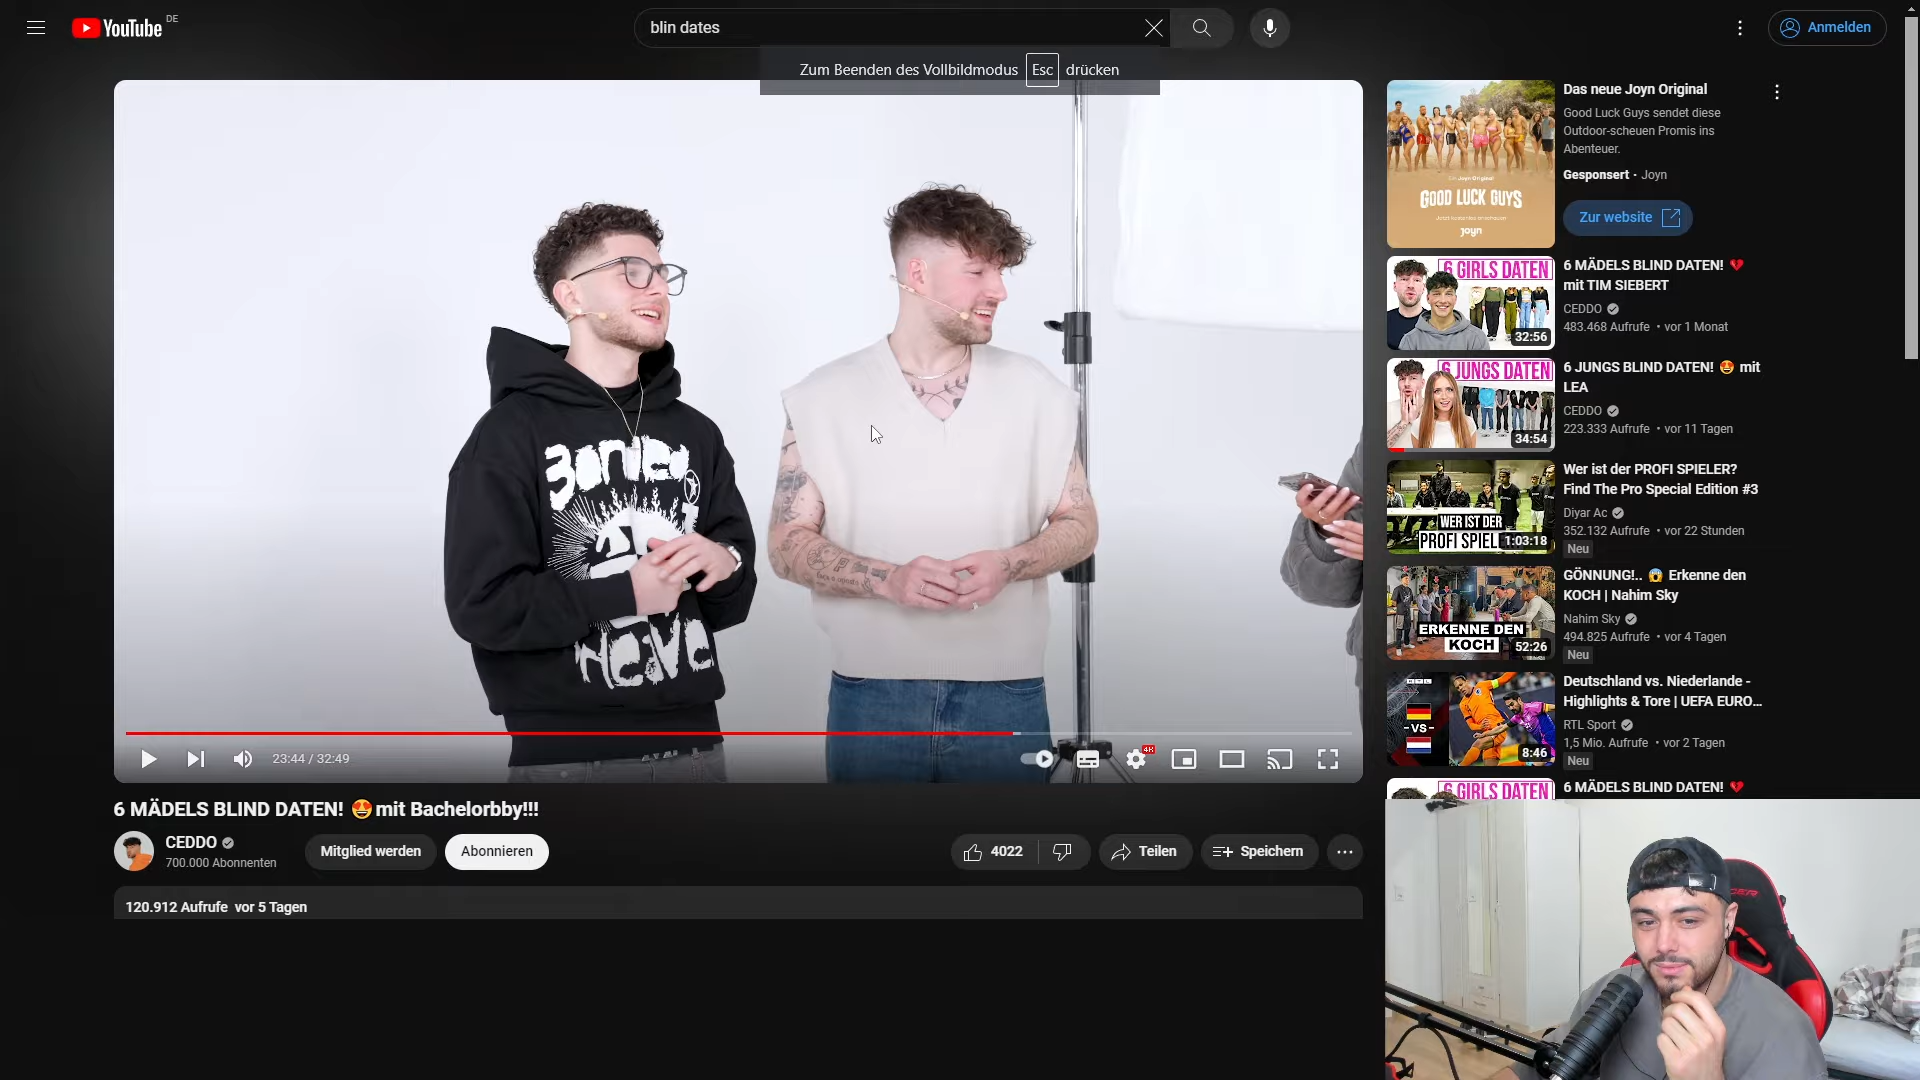 YouTube DE
blin dates
Anmelden
Zum Beenden des Vollbildmodus Esc drücken
23:44 / 32:49
4K
6 MÄDELS BLIND DATEN! 🤩mit Bachelorbby!!!
CEDDO
700.000 Abonnenten
Mitglied werden
Abonnieren
4022
Teilen
Speichern
120.912 Aufrufe vor 5 Tagen
GOOD LUCK GUYS
joyn
Das neue Joyn Original
Good Luck Guys sendet diese
Outdoor-scheuen Promis ins
Abenteuer.
Gesponsert · Joyn
Zur website
6 GIRLS DATEN
32:56
6 MÄDELS BLIND DATEN! 💔
mit TIM SIEBERT
CEDDO
483.468 Aufrufe • vor 1 Monat
6 JUNGS DATEN
34:54
6 JUNGS BLIND DATEN! 🤩 mit
LEA
CEDDO
223.333 Aufrufe • vor 11 Tagen
WER IST DER
PROFI SPIEL
1:03:18
Wer ist der PROFI SPIELER?
Find The Pro Special Edition #3
Diyar Ac
352.132 Aufrufe • vor 22 Stunden
Neu
ERKENNE DEN
KOCH
52:26
GÖNNUNG!.. 😱 Erkenne den
KOCH | Nahim Sky
Nahim Sky
494.825 Aufrufe • vor 4 Tagen
Neu
RTL
-VS-
8:46
Deutschland vs. Niederlande -
Highlights & Tore | UEFA EURO...
RTL Sport
1,5 Mio. Aufrufe • vor 2 Tagen
Neu
6 GIRLS DATEN
6 MÄDELS BLIND DATEN! 💔